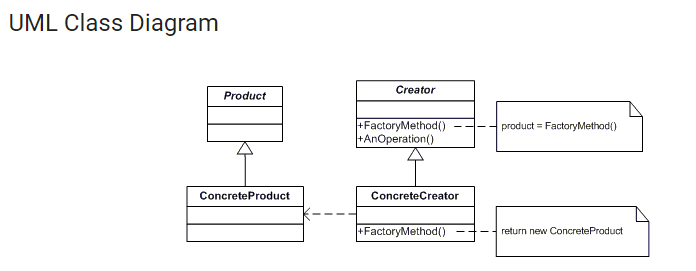 UML Class Diagram
Product
Creator
+FactoryMethod()
+AnOperation()
product = FactoryMethod()
ConcreteProduct
ConcreteCreator
+FactoryMethod()
return new ConcreteProduct